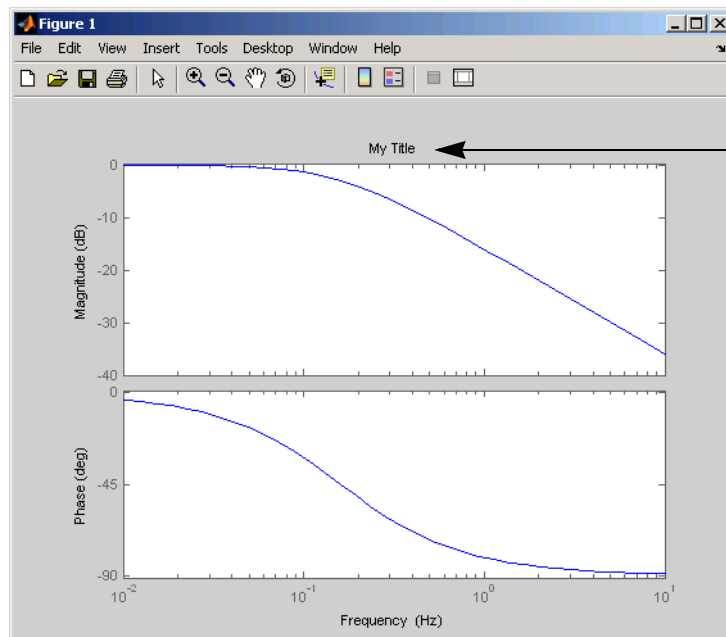 Figure 1
File Edit View Insert Tools Desktop Window Help
My Title
0
-10
-20
-30
-40
Magnitude (dB)
0
-45
-90
Phase (deg)
10^-2 10^-1 10^0 10^1
Frequency (Hz)